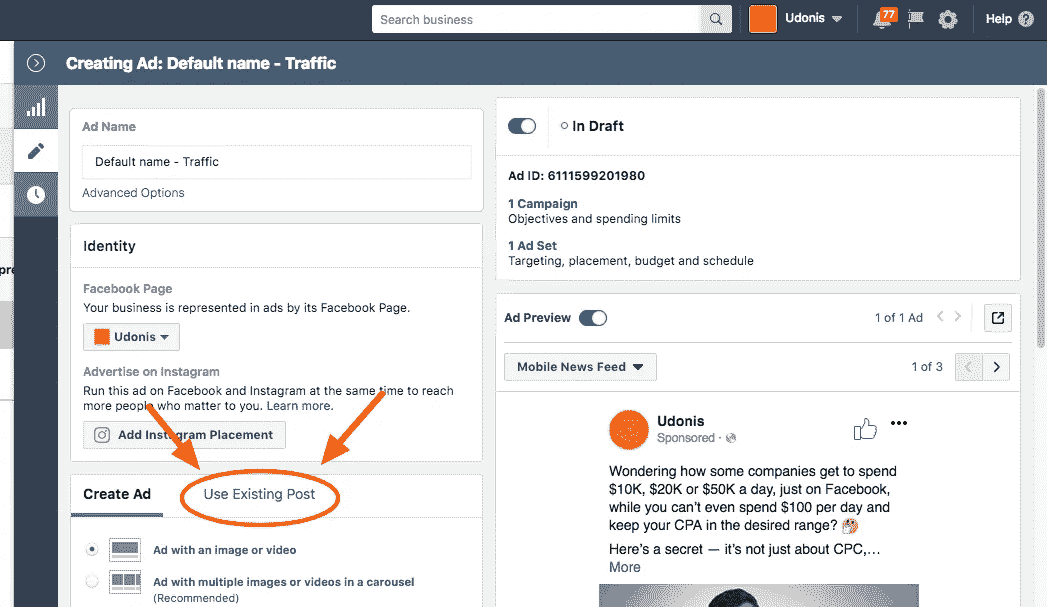 Search business
Udonis
77
Help
Creating Ad: Default name - Traffic
Ad Name
Default name - Traffic
Advanced Options
Identity
Facebook Page
Your business is represented in ads by its Facebook Page.
Udonis
Advertise on Instagram
Run this ad on Facebook and Instagram at the same time to reach
more people who matter to you. Learn more.
Add Instagram Placement
Create Ad
Use Existing Post
Ad with an image or video
Ad with multiple images or videos in a carousel
(Recommended)
In Draft
Ad ID: 6111599201980
1 Campaign
Objectives and spending limits
1 Ad Set
Targeting, placement, budget and schedule
Ad Preview
1 of 1 Ad
Mobile News Feed
1 of 3
Udonis
Sponsored ·
Wondering how some companies get to spend
$10K, $20K or $50K a day, just on Facebook,
while you can't even spend $100 per day and
keep your CPA in the desired range? 🤔
Here's a secret — it's not just about CPC,...
More